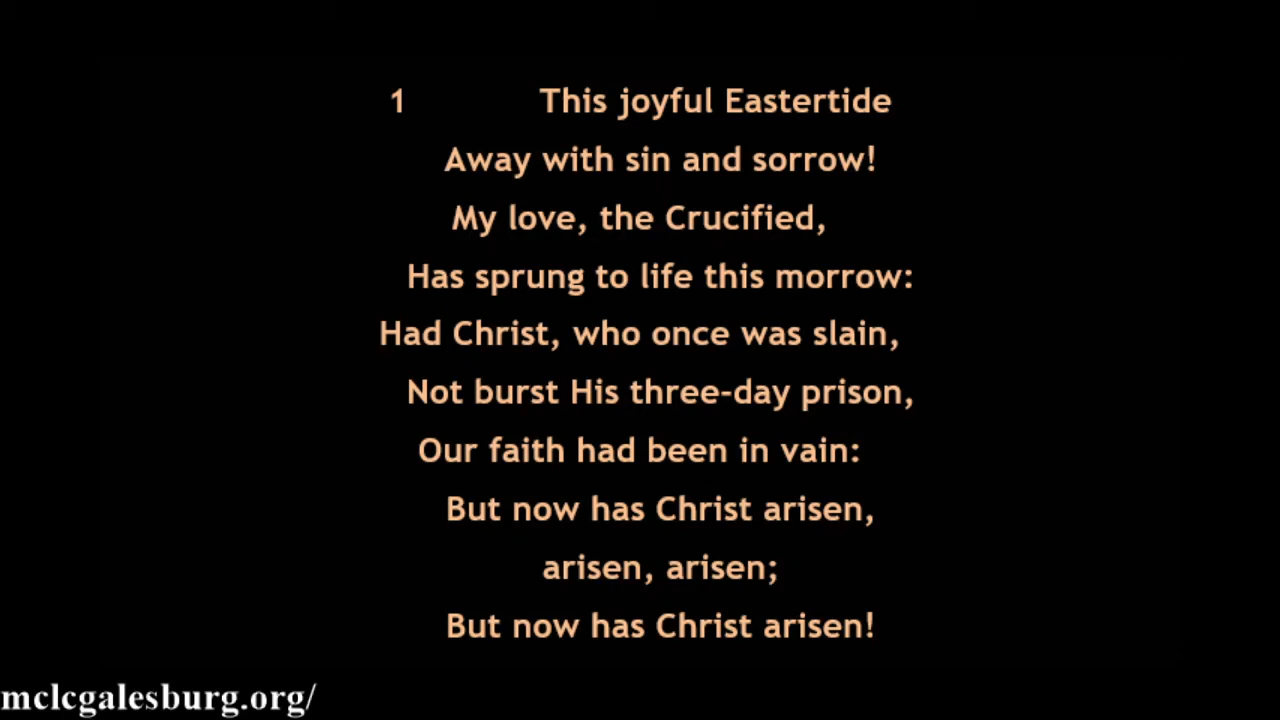 1 This joyful Eastertide
Away with sin and sorrow!
My love, the Crucified,
Has sprung to life this morrow:
Had Christ, who once was slain,
Not burst His three-day prison,
Our faith had been in vain:
But now has Christ arisen,
arisen, arisen;
But now has Christ arisen!
mclcgalesburg.org/